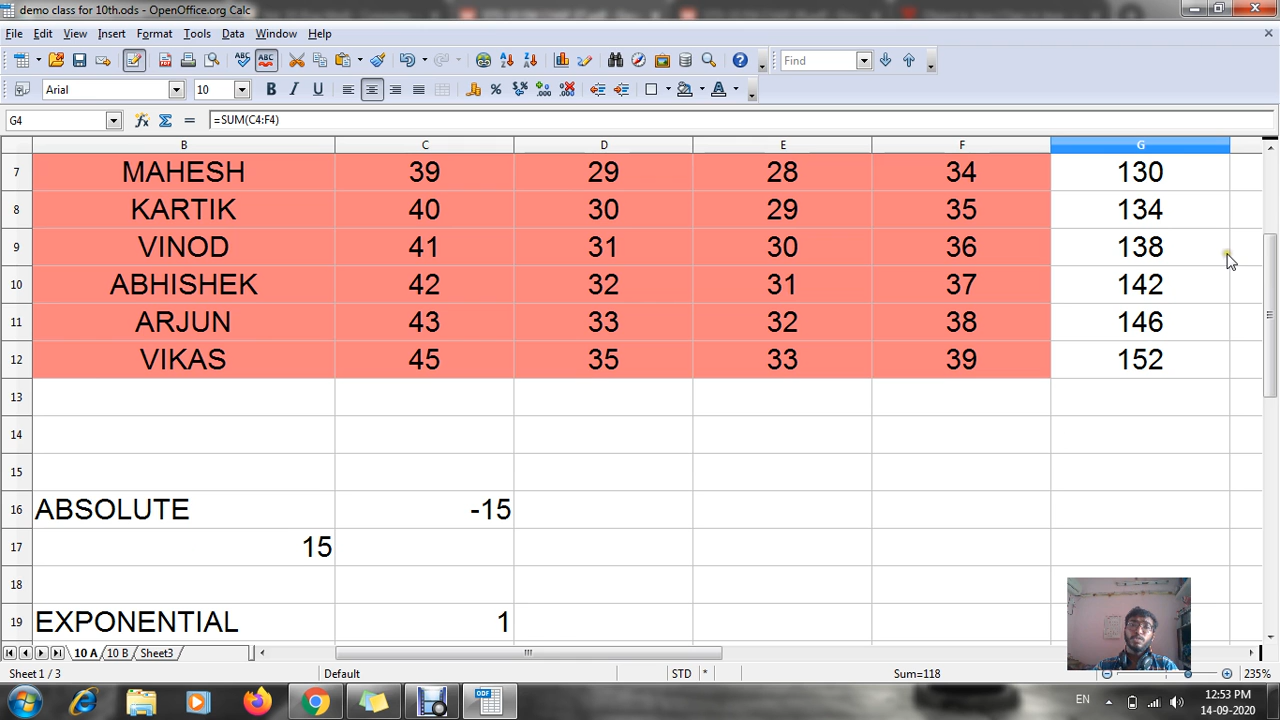 demo class for 10th.ods - OpenOffice.org Calc
File Edit View Insert Format Tools Data Window Help
ABC ABC Find
Arial 10 B I U A
G4 =SUM(C4:F4)
B C D E F G
7 MAHESH 39 29 28 34 130
8 KARTIK 40 30 29 35 134
9 VINOD 41 31 30 36 138
10 ABHISHEK 42 32 31 37 142
11 ARJUN 43 33 32 38 146
12 VIKAS 45 35 33 39 152
13
14
15
16 ABSOLUTE -15
17 15
18
19 EXPONENTIAL 1
10 A 10 B Sheet3
Sheet 1 / 3 Default STD * Sum=118 235%
EN 12:53 PM
14-09-2020